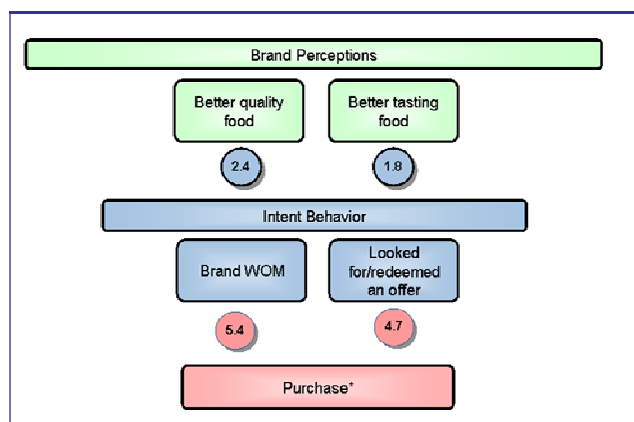 Brand Perceptions
Better quality
food
Better tasting
food
2.4
1.8
Intent Behavior
Brand WOM
Looked
for/redeemed
an offer
5.4
4.7
Purchase*